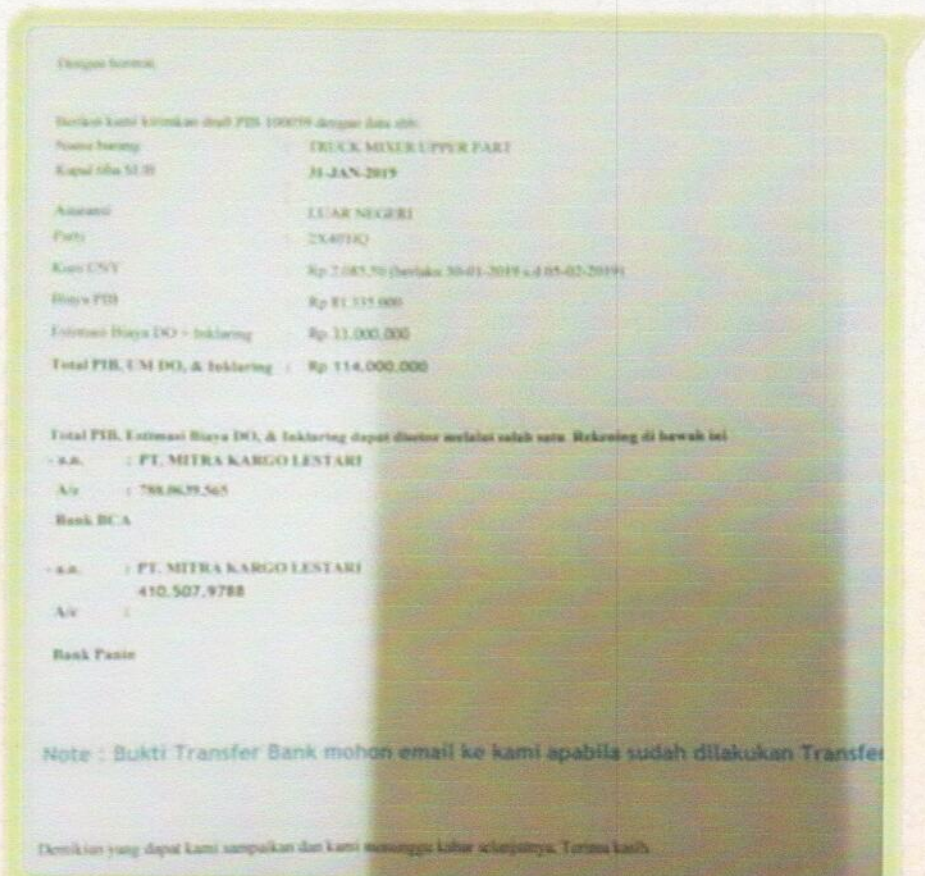 Dengan hormat,
Berikut kami kirimkan draft PIB 100059 dengan data sbb:
Nama barang : TRUCK MIXER UPPER PART
Kapal tiba : 31-JAN-2019
Asuransi : LUAR NEGERI
Party : 2X40'HQ
Kurs CNY : Rp 2.085,50 (berlaku 30-01-2019 s.d 05-02-2019)
Biaya PIB : Rp 81.335.000
Estimasi Biaya DO + Inklaring : Rp. 33.000.000
Total PIB, UM DO, & Inklaring : Rp 114.000.000
Total PIB, Estimasi Biaya DO, & Inklaring dapat disetor melalui salah satu Rekening di bawah ini
- a.n. : PT. MITRA KARGO LESTARI
A/c : 788.0639.565
Bank BCA
- a.n. : PT. MITRA KARGO LESTARI
410.507.9788
A/c :
Bank Panin
Note : Bukti Transfer Bank mohon email ke kami apabila sudah dilakukan Transfer
Demikian yang dapat kami sampaikan dan kami menunggu kabar selanjutnya. Terima kasih.